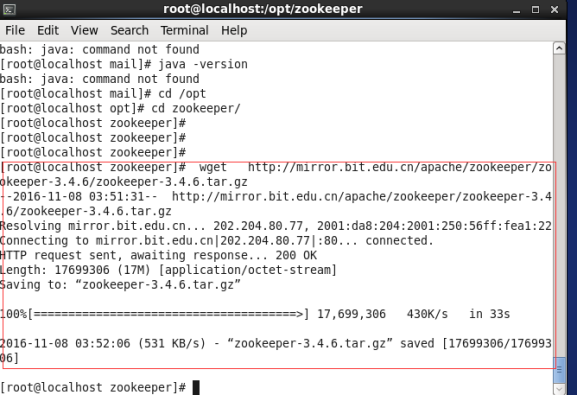 root@localhost:/opt/zookeeper
File Edit View Search Terminal Help
bash: java: command not found
[root@localhost mail]# java -version
bash: java: command not found
[root@localhost mail]# cd /opt
[root@localhost opt]# cd zookeeper/
[root@localhost zookeeper]#
[root@localhost zookeeper]#
[root@localhost zookeeper]#
[root@localhost zookeeper]#  wget   http://mirror.bit.edu.cn/apache/zookeeper/zo
okeeper-3.4.6/zookeeper-3.4.6.tar.gz
--2016-11-08 03:51:31--  http://mirror.bit.edu.cn/apache/zookeeper/zookeeper-3.4
.6/zookeeper-3.4.6.tar.gz
Resolving mirror.bit.edu.cn... 202.204.80.77, 2001:da8:204:2001:250:56ff:fea1:22
Connecting to mirror.bit.edu.cn|202.204.80.77|:80... connected.
HTTP request sent, awaiting response... 200 OK
Length: 17699306 (17M) [application/octet-stream]
Saving to: “zookeeper-3.4.6.tar.gz”
100%[======================================>] 17,699,306   430K/s   in 33s
2016-11-08 03:52:06 (531 KB/s) - “zookeeper-3.4.6.tar.gz” saved [17699306/176993
06]
[root@localhost zookeeper]#